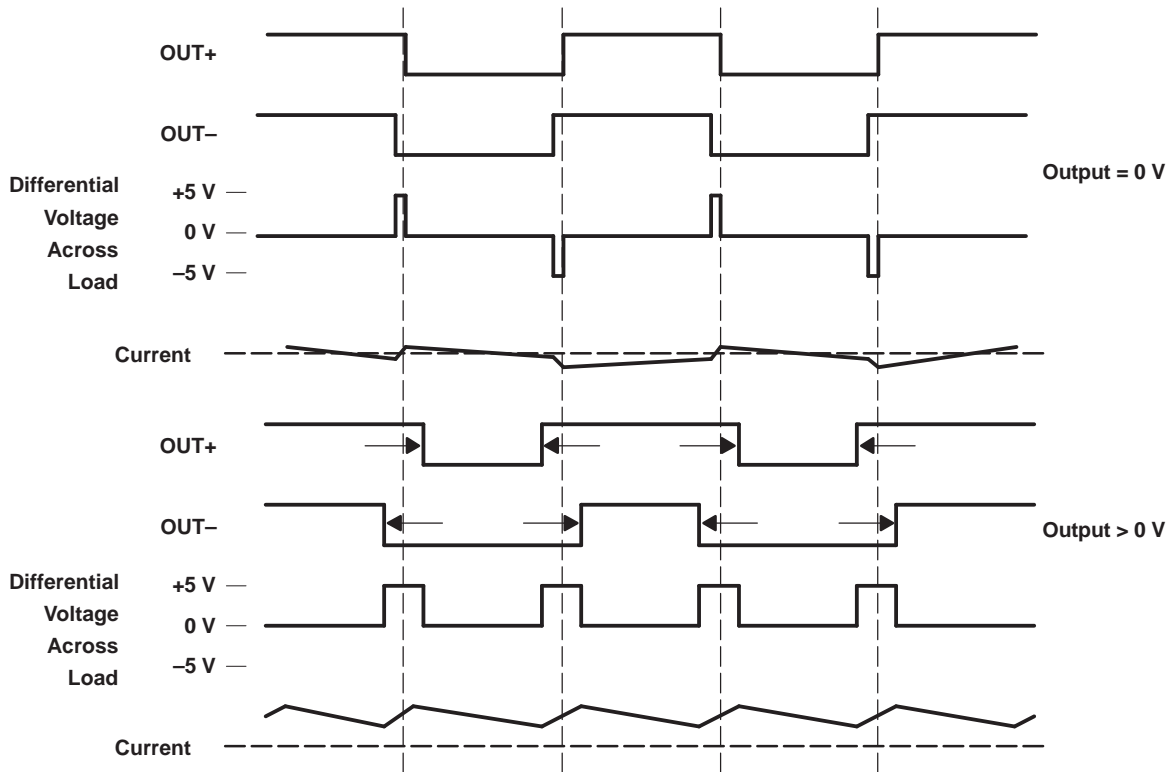 OUT+
OUT–
Output = 0 V
Differential
Voltage
Across
Load
+5 V
0 V
–5 V
Current
OUT+
OUT–
Output > 0 V
Differential
Voltage
Across
Load
+5 V
0 V
–5 V
Current